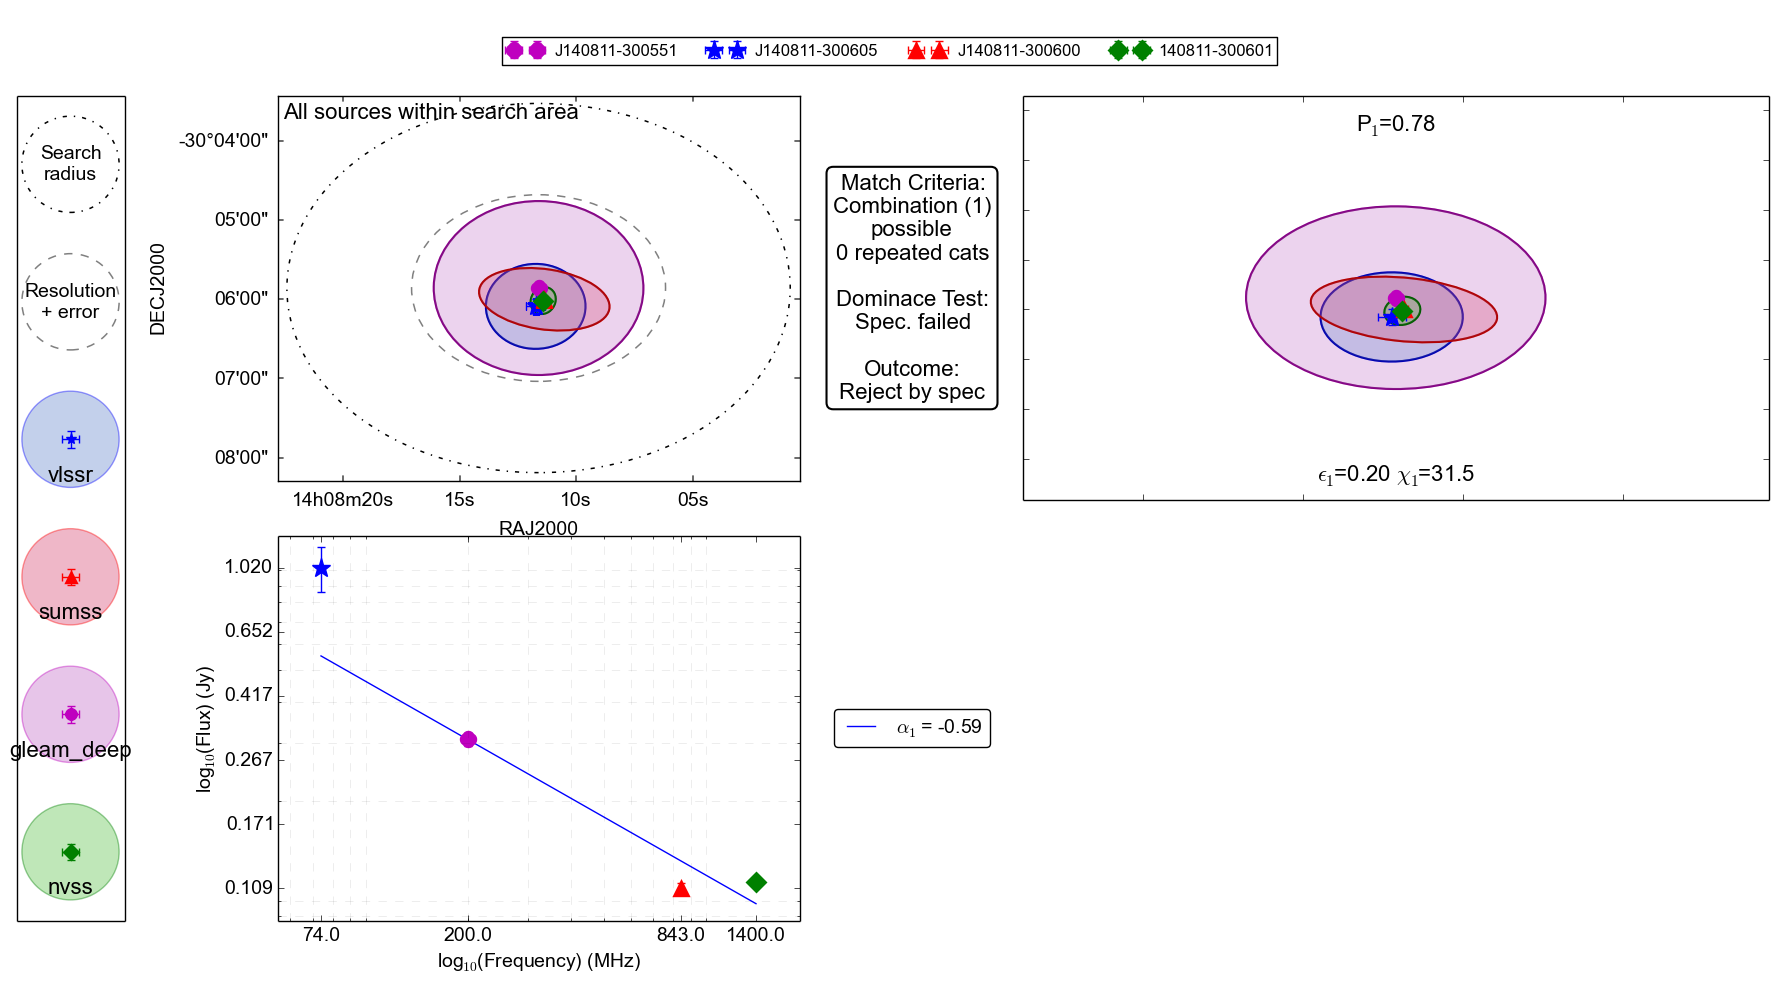 J140811-300551 J140811-300605 J140811-300600 140811-300601
Search
radius
Resolution
+ error
vlssr
sumss
gleam_deep
nvss
All sources within search area
DECJ2000
-30°04'00"
05'00"
06'00"
07'00"
08'00"
14h08m20s 15s 10s 05s
RAJ2000
Match Criteria:
Combination (1)
possible
0 repeated cats
Dominace Test:
Spec. failed
Outcome:
Reject by spec
P₁=0.78
ϵ₁=0.20 χ₁=31.5
log₁₀(Flux) (Jy)
1.020
0.652
0.417
0.267
0.171
0.109
74.0 200.0 843.0 1400.0
log₁₀(Frequency) (MHz)
α₁ = -0.59